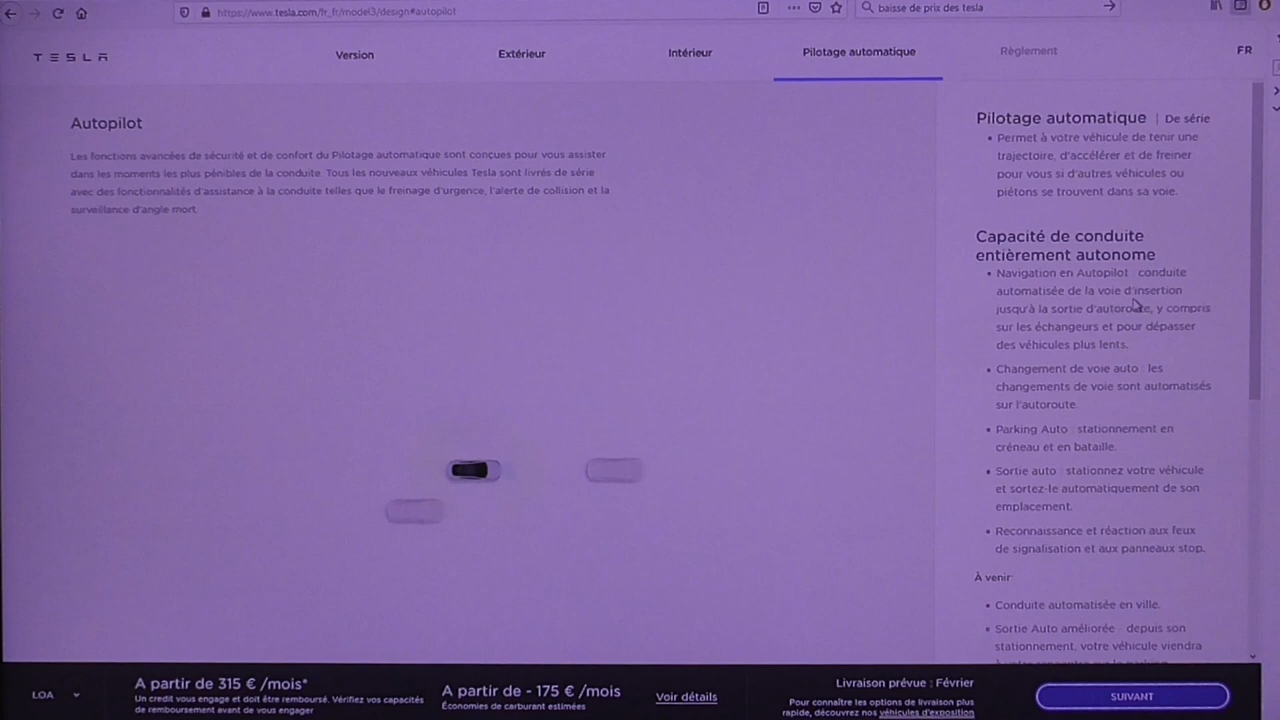 https://www.tesla.com/fr_fr/model3/design#autopilot
baisse de prix des tesla
TESLA
Version
Extérieur
Intérieur
Pilotage automatique
Règlement
FR
Autopilot
Les fonctions avancées de sécurité et de confort du Pilotage automatique sont conçues pour vous assister
dans les moments les plus pénibles de la conduite. Tous les nouveaux véhicules Tesla sont livrés de série
avec des fonctionnalités d'assistance à la conduite telles que le freinage d'urgence, l'alerte de collision et la
surveillance d'angle mort.
Pilotage automatique | De série
• Permet à votre véhicule de tenir une
trajectoire, d'accélérer et de freiner
pour vous si d'autres véhicules ou
piétons se trouvent dans sa voie.
Capacité de conduite
entièrement autonome
• Navigation en Autopilot : conduite
automatisée de la voie d'insertion
jusqu'à la sortie d'autoroute, y compris
sur les échangeurs et pour dépasser
des véhicules plus lents.
• Changement de voie auto : les
changements de voie sont automatisés
sur l'autoroute.
• Parking Auto : stationnement en
créneau et en bataille.
• Sortie auto : stationnez votre véhicule
et sortez-le automatiquement de son
emplacement.
• Reconnaissance et réaction aux feux
de signalisation et aux panneaux stop.
À venir:
• Conduite automatisée en ville.
• Sortie Auto améliorée - depuis son
stationnement, votre véhicule viendra
LOA
A partir de 315 € /mois*
Un credit vous engage et doit être remboursé. Vérifiez vos capacités
de remboursement avant de vous engager
A partir de - 175 € /mois
Économies de carburant estimées
Voir détails
Livraison prévue : Février
Pour connaître les options de livraison plus
rapide, découvrez nos véhicules d'exposition
SUIVANT